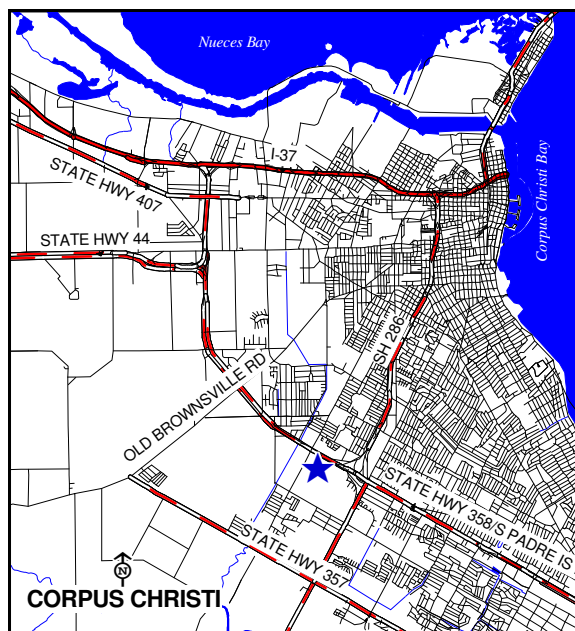 Nueces Bay
I-37
STATE HWY 407
Corpus Christi Bay
STATE HWY 44
SH 286
OLD BROWNSVILLE RD
STATE HWY 358/S PADRE IS
STATE HWY 357
N
CORPUS CHRISTI